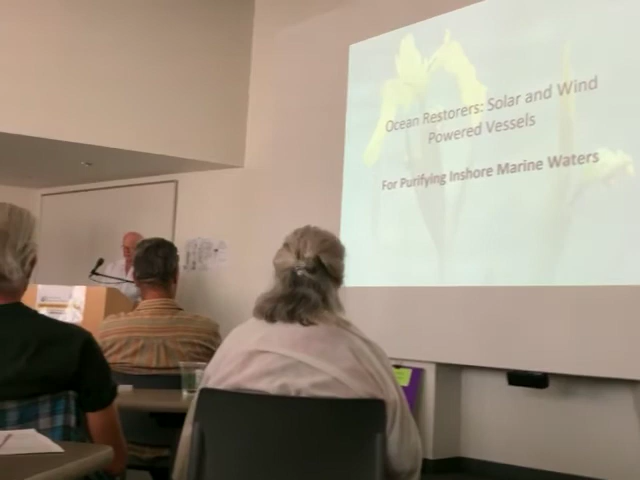 Ocean Restorers: Solar and Wind
Powered Vessels
For Purifying Inshore Marine Waters